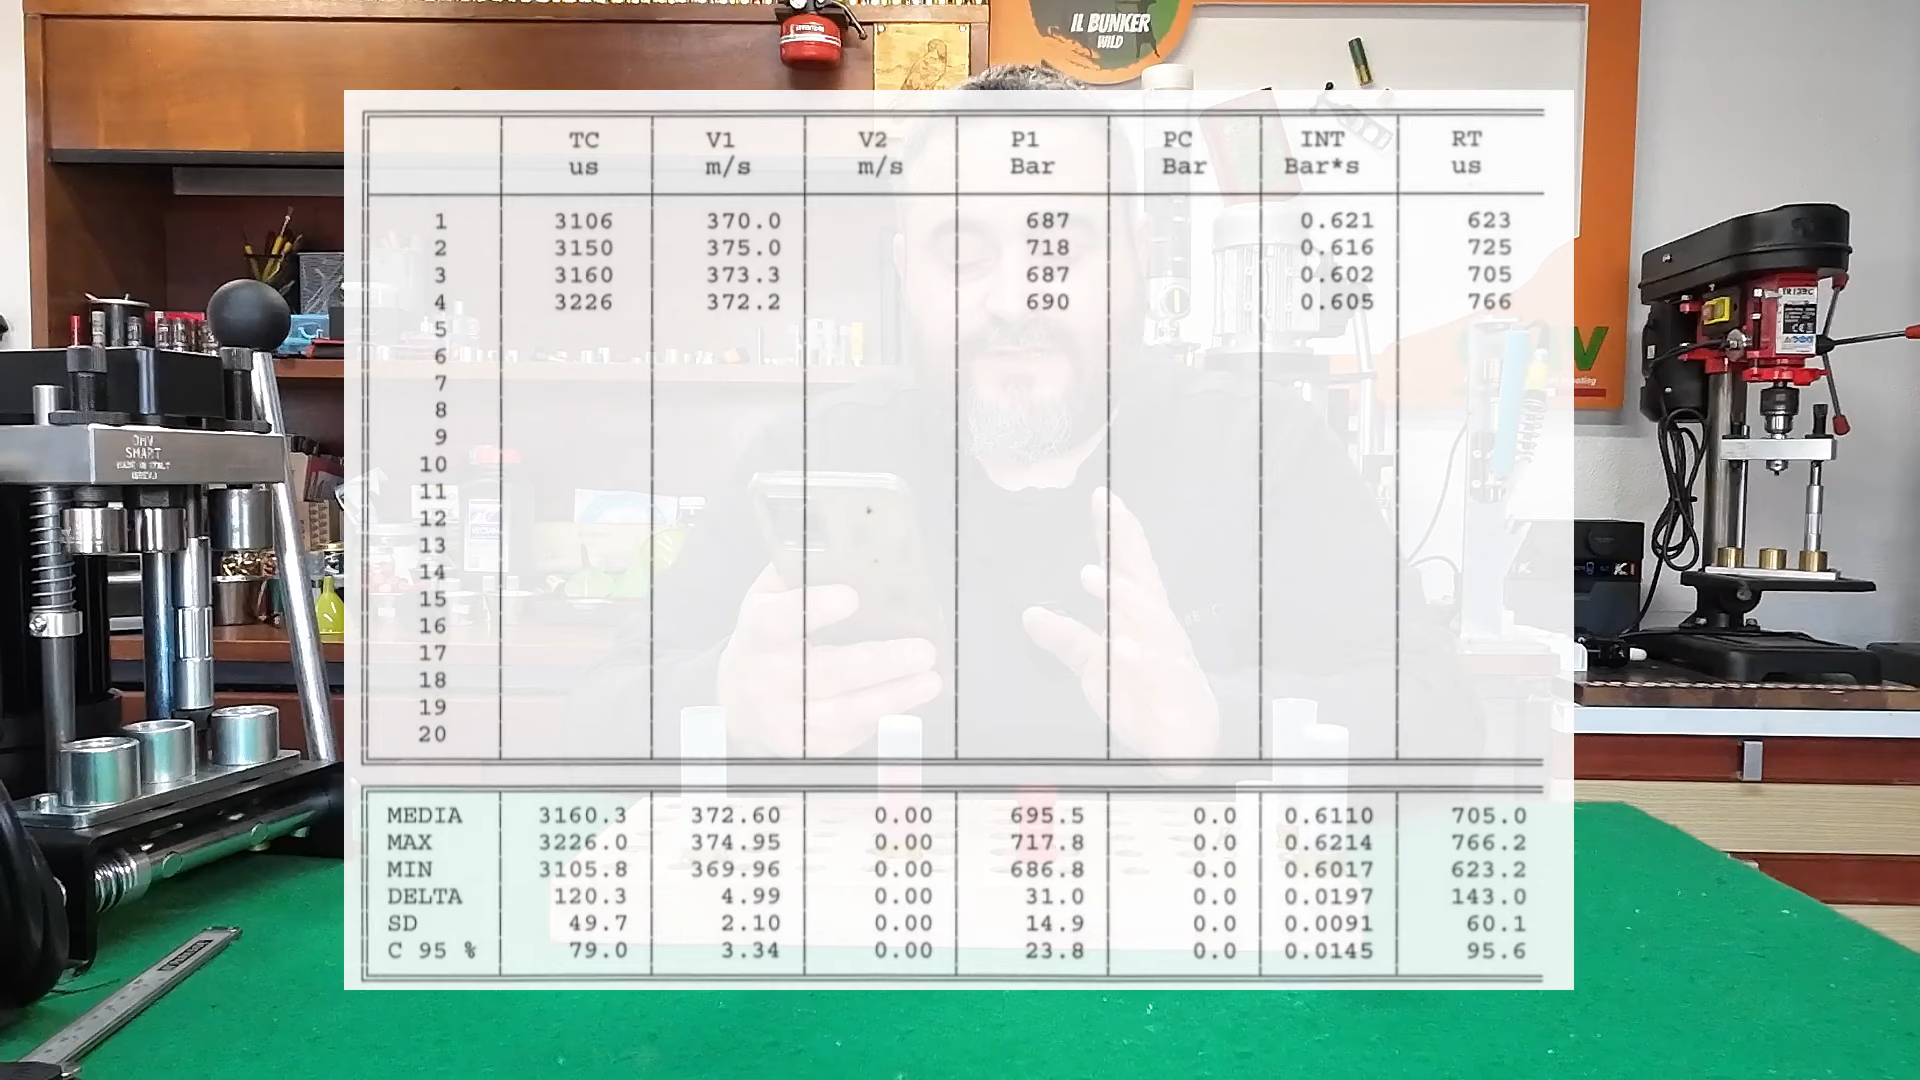 IL BUNKER
WILD
TC V1 V2 P1 PC INT RT
us m/s m/s Bar Bar Bar*s us
1 3106 370.0 687 0.621 623
2 3150 375.0 718 0.616 725
3 3160 373.3 687 0.602 705
4 3226 372.2 690 0.605 766
5
6
7
8
9
10
11
12
13
14
15
16
17
18
19
20
MEDIA 3160.3 372.60 0.00 695.5 0.0 0.6110 705.0
MAX 3226.0 374.95 0.00 717.8 0.0 0.6214 766.2
MIN 3105.8 369.96 0.00 686.8 0.0 0.6017 623.2
DELTA 120.3 4.99 0.00 31.0 0.0 0.0197 143.0
SD 49.7 2.10 0.00 14.9 0.0 0.0091 60.1
C 95 % 79.0 3.34 0.00 23.8 0.0 0.0145 95.6
OMV
SMART
MADE IN ITALY